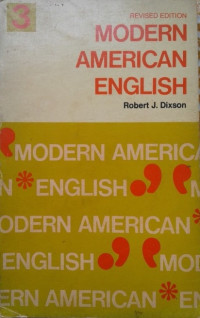 3
REVISED EDITION
MODERN
AMERICAN
ENGLISH
Robert J. Dixson
MODERN AMERICA
N * ENGLISH
ODERN AMERICAN *
ENGLISH MOD
ERN AMERICAN * EN